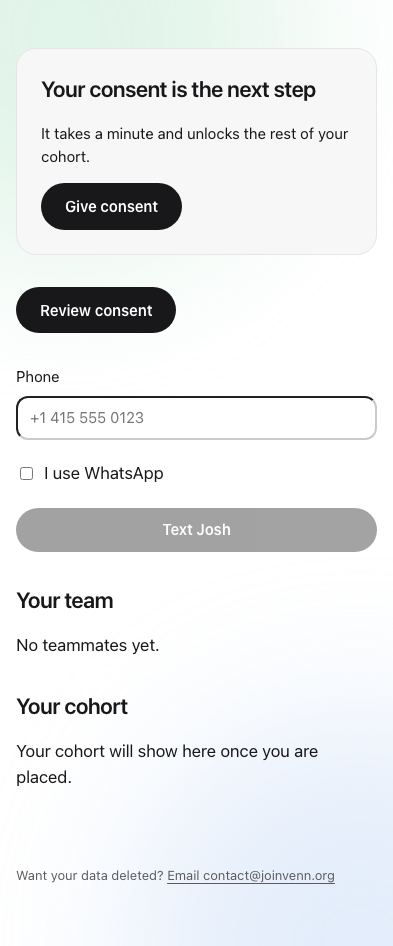 Your consent is the next step
It takes a minute and unlocks the rest of your
cohort.
Give consent
Review consent
Phone
+1 415 555 0123
I use WhatsApp
Text Josh
Your team
No teammates yet.
Your cohort
Your cohort will show here once you are
placed.
Want your data deleted? Email contact@joinvenn.org